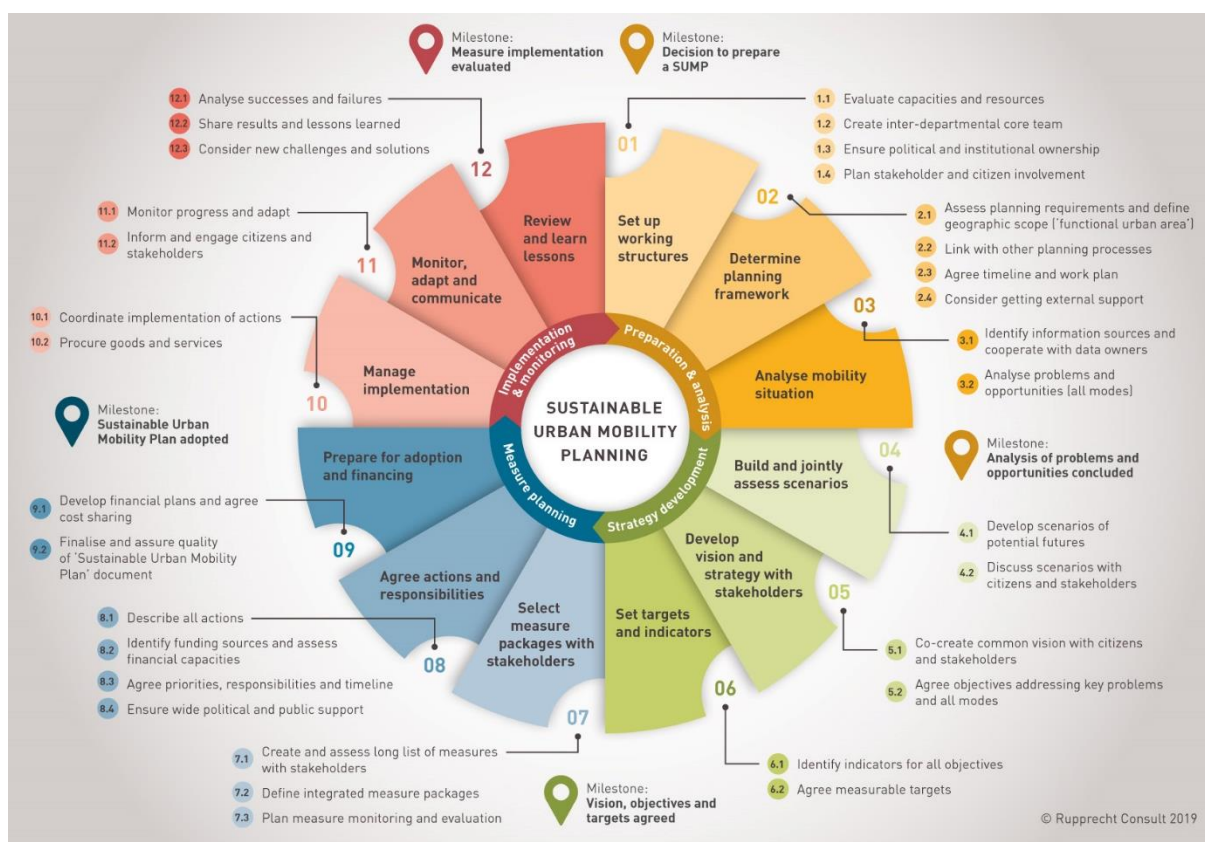 Milestone:
Measure implementation
evaluated
Milestone:
Decision to prepare
a SUMP
12.1 Analyse successes and failures
12.2 Share results and lessons learned
12.3 Consider new challenges and solutions
1.1 Evaluate capacities and resources
1.2 Create inter-departmental core team
1.3 Ensure political and institutional ownership
1.4 Plan stakeholder and citizen involvement
01
Set up
working
structures
02
Determine
planning
framework
2.1 Assess planning requirements and define
geographic scope (‘functional urban area’)
2.2 Link with other planning processes
2.3 Agree timeline and work plan
2.4 Consider getting external support
03
Analyse mobility
situation
3.1 Identify information sources and
cooperate with data owners
3.2 Analyse problems and
opportunities (all modes)
Milestone:
Analysis of problems and
opportunities concluded
04
Build and jointly
assess scenarios
4.1 Develop scenarios of
potential futures
4.2 Discuss scenarios with
citizens and stakeholders
05
Develop
vision and
strategy with
stakeholders
5.1 Co-create common vision with citizens
and stakeholders
5.2 Agree objectives addressing key problems
and all modes
06
Set targets
and indicators
6.1 Identify indicators for all objectives
6.2 Agree measurable targets
Milestone:
Vision, objectives and
targets agreed
07
Select
measure
packages with
stakeholders
7.1 Create and assess long list of measures
with stakeholders
7.2 Define integrated measure packages
7.3 Plan measure monitoring and evaluation
08
Agree actions and
responsibilities
8.1 Describe all actions
8.2 Identify funding sources and assess
financial capacities
8.3 Agree priorities, responsibilities and timeline
8.4 Ensure wide political and public support
09
Prepare for adoption
and financing
9.1 Develop financial plans and agree
cost sharing
9.2 Finalise and assure quality
of ‘Sustainable Urban Mobility
Plan’ document
Milestone:
Sustainable Urban
Mobility Plan adopted
10
Manage
implementation
10.1 Coordinate implementation of actions
10.2 Procure goods and services
11
Monitor,
adapt and
communicate
11.1 Monitor progress and adapt
11.2 Inform and engage citizens and
stakeholders
12
Review
and learn
lessons
Preparation & analysis
Strategy development
Measure planning
Implementation
& monitoring
SUSTAINABLE
URBAN MOBILITY
PLANNING
© Rupprecht Consult 2019